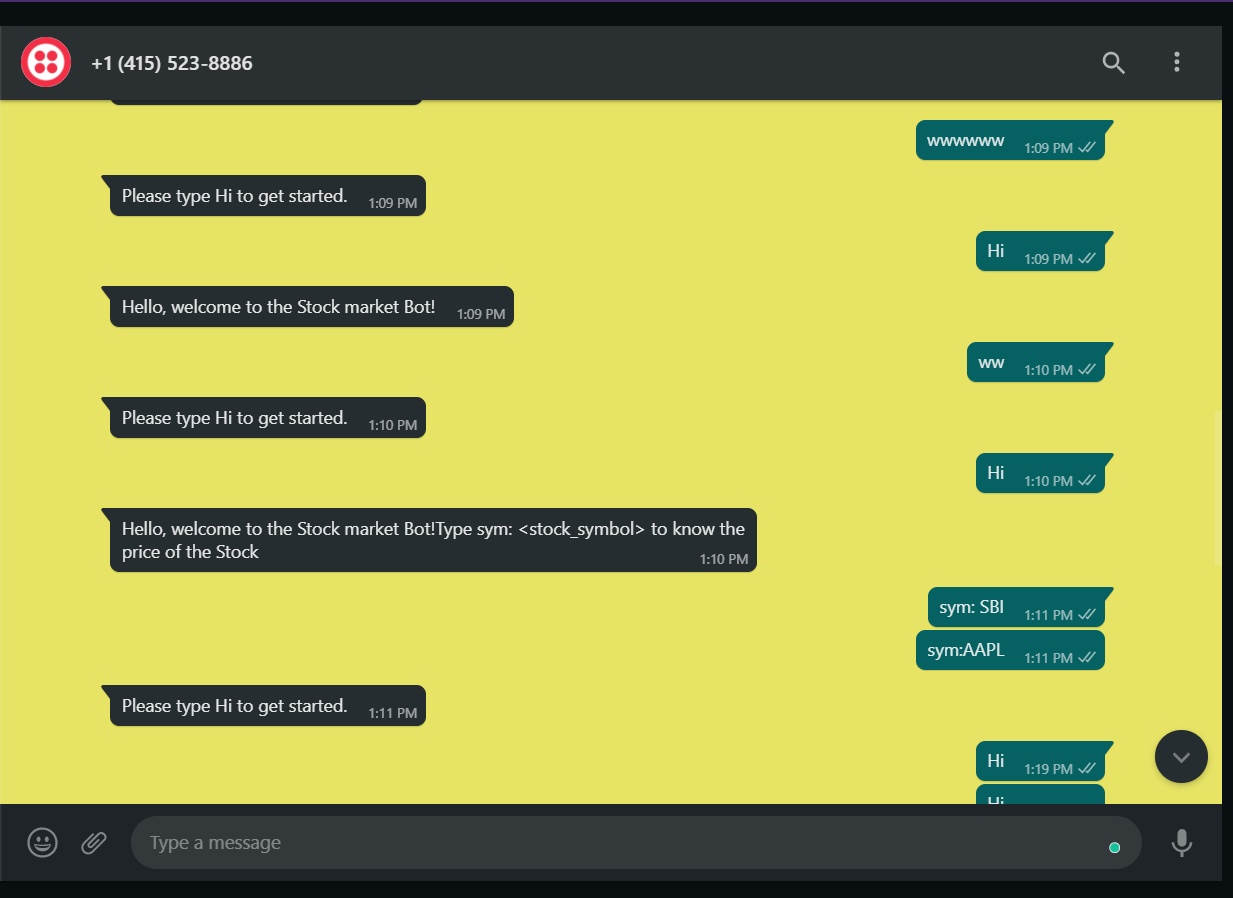 +1 (415) 523-8886
wwwwww 1:09 PM
Please type Hi to get started. 1:09 PM
Hi 1:09 PM
Hello, welcome to the Stock market Bot! 1:09 PM
ww 1:10 PM
Please type Hi to get started. 1:10 PM
Hi 1:10 PM
Hello, welcome to the Stock market Bot!Type sym: <stock_symbol> to know the
price of the Stock 1:10 PM
sym: SBI 1:11 PM
sym:AAPL 1:11 PM
Please type Hi to get started. 1:11 PM
Hi 1:19 PM
Hi
Type a message